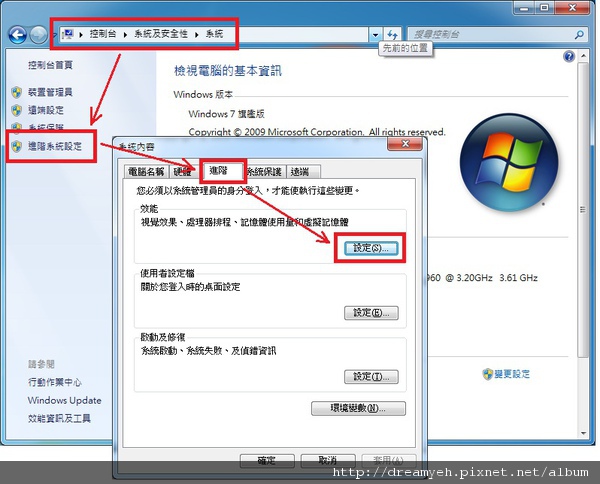 控制台 ▸ 系統及安全性 ▸ 系統
搜尋控制台
先前的位置
控制台首頁
裝置管理員
遠端設定
系統保護
進階系統設定
檢視電腦的基本資訊
Windows 版本
Windows 7 旗艦版
Copyright © 2009 Microsoft Corporation. All rights reserved.
系統內容
電腦名稱 硬體 進階 系統保護 遠端
您必須以系統管理員的身分登入，才能使執行這些變更。
效能
視覺效果、處理器排程、記憶體使用量和虛擬記憶體
設定(S)...
960 @ 3.20GHz 3.61 GHz
使用者設定檔
關於您登入時的桌面設定
設定(E)...
啟動及修復
系統啟動、系統失敗、及偵錯資訊
設定(T)...
環境變數(N)...
變更設定
請參閱
行動作業中心
Windows Update
效能資訊及工具
確定 取消 套用(A)
http://dreamyeh.pixnet.net/album